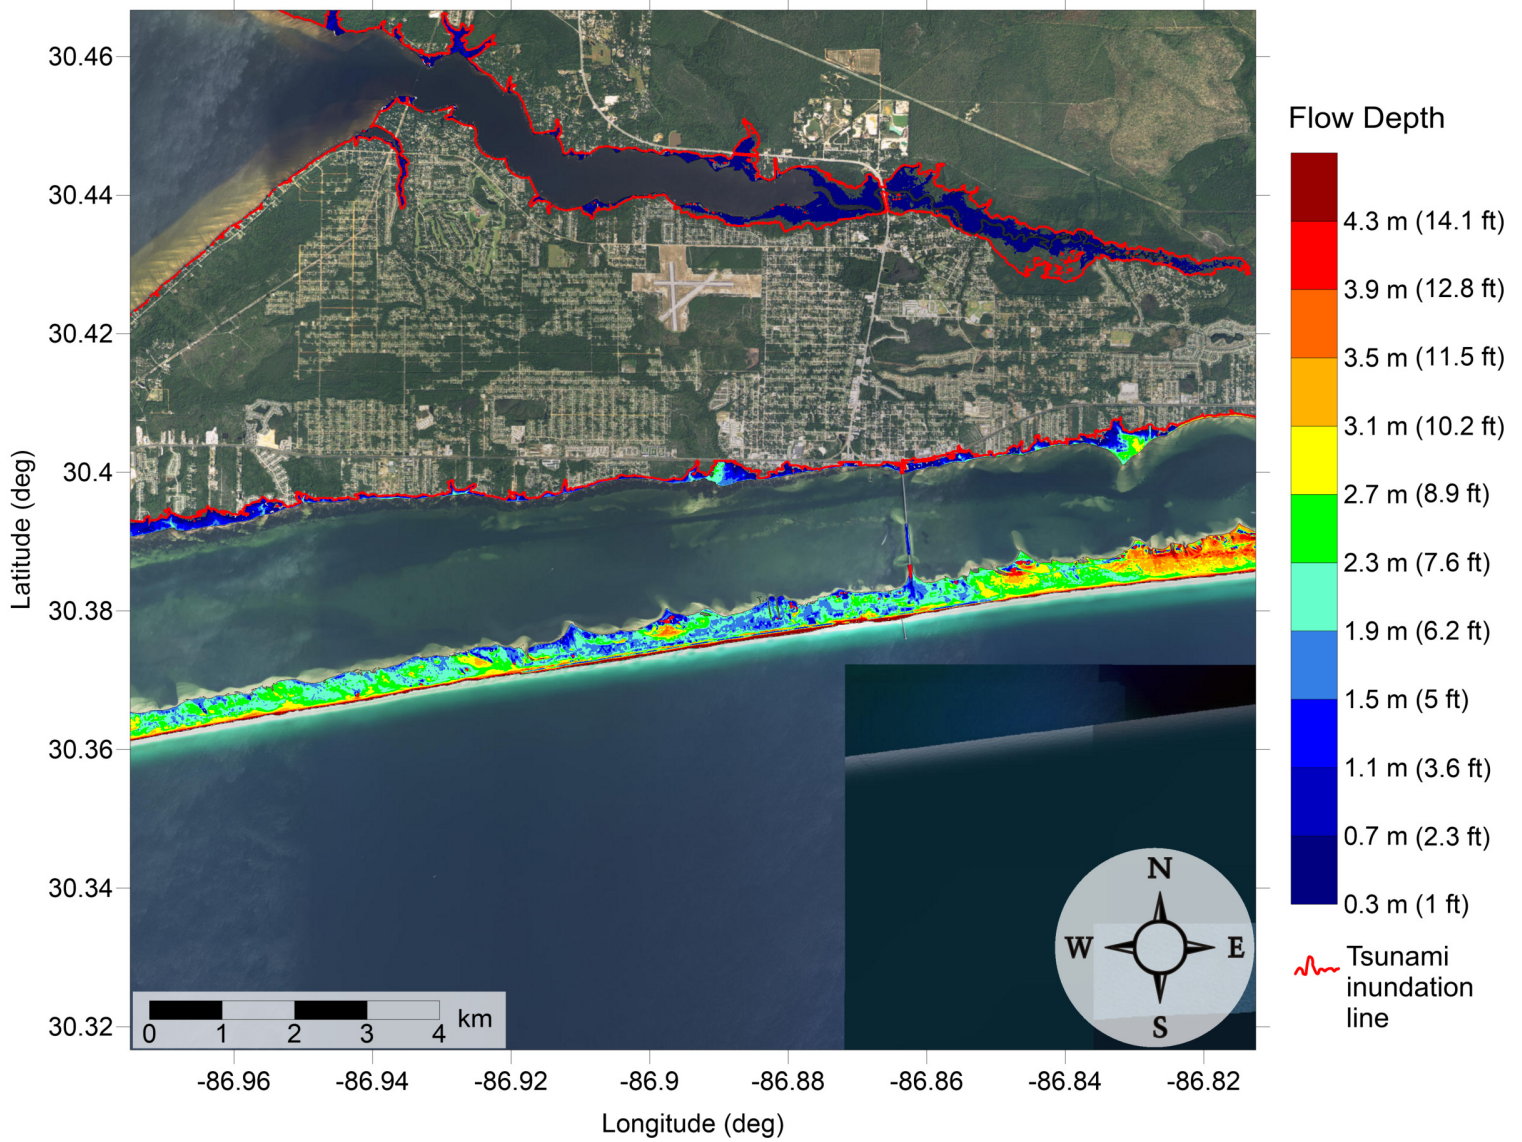 30.46
30.44
30.42
30.4
30.38
30.36
30.34
30.32
Latitude (deg)
-86.96
-86.94
-86.92
-86.9
-86.88
-86.86
-86.84
-86.82
Longitude (deg)
0 1 2 3 4 km
N
W E
S
Flow Depth
4.3 m (14.1 ft)
3.9 m (12.8 ft)
3.5 m (11.5 ft)
3.1 m (10.2 ft)
2.7 m (8.9 ft)
2.3 m (7.6 ft)
1.9 m (6.2 ft)
1.5 m (5 ft)
1.1 m (3.6 ft)
0.7 m (2.3 ft)
0.3 m (1 ft)
Tsunami
inundation
line